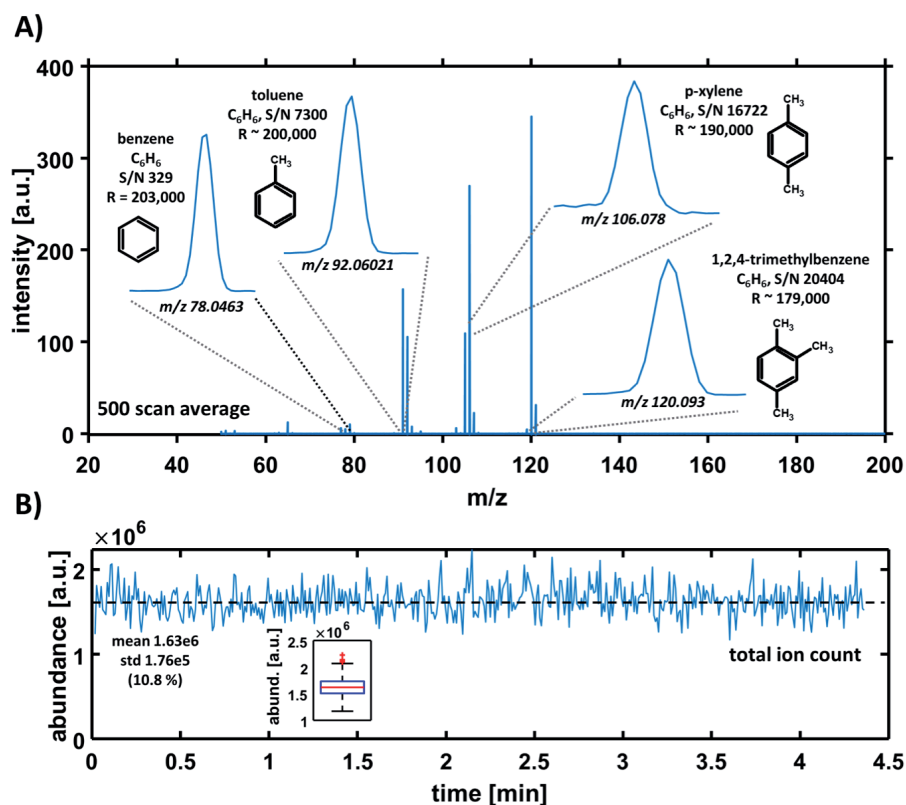 A)
400
300
200
100
0
intensity [a.u.]
benzene
C₆H₆
S/N 329
R = 203,000
m/z 78.0463
toluene
C₆H₆, S/N 7300
R ~ 200,000
CH₃
m/z 92.06021
p-xylene
C₆H₆, S/N 16722
R ~ 190,000
CH₃
CH₃
m/z 106.078
1,2,4-trimethylbenzene
C₆H₆, S/N 20404
R ~ 179,000
CH₃
CH₃
CH₃
m/z 120.093
500 scan average
20 40 60 80 100 120 140 160 180 200
m/z
B)
×10⁶
2
1
0
abundance [a.u.]
mean 1.63e6
std 1.76e5
(10.8 %)
×10⁶
2.5
2
1.5
1
abund. [a.u.]
total ion count
0 0.5 1 1.5 2 2.5 3 3.5 4 4.5
time [min]